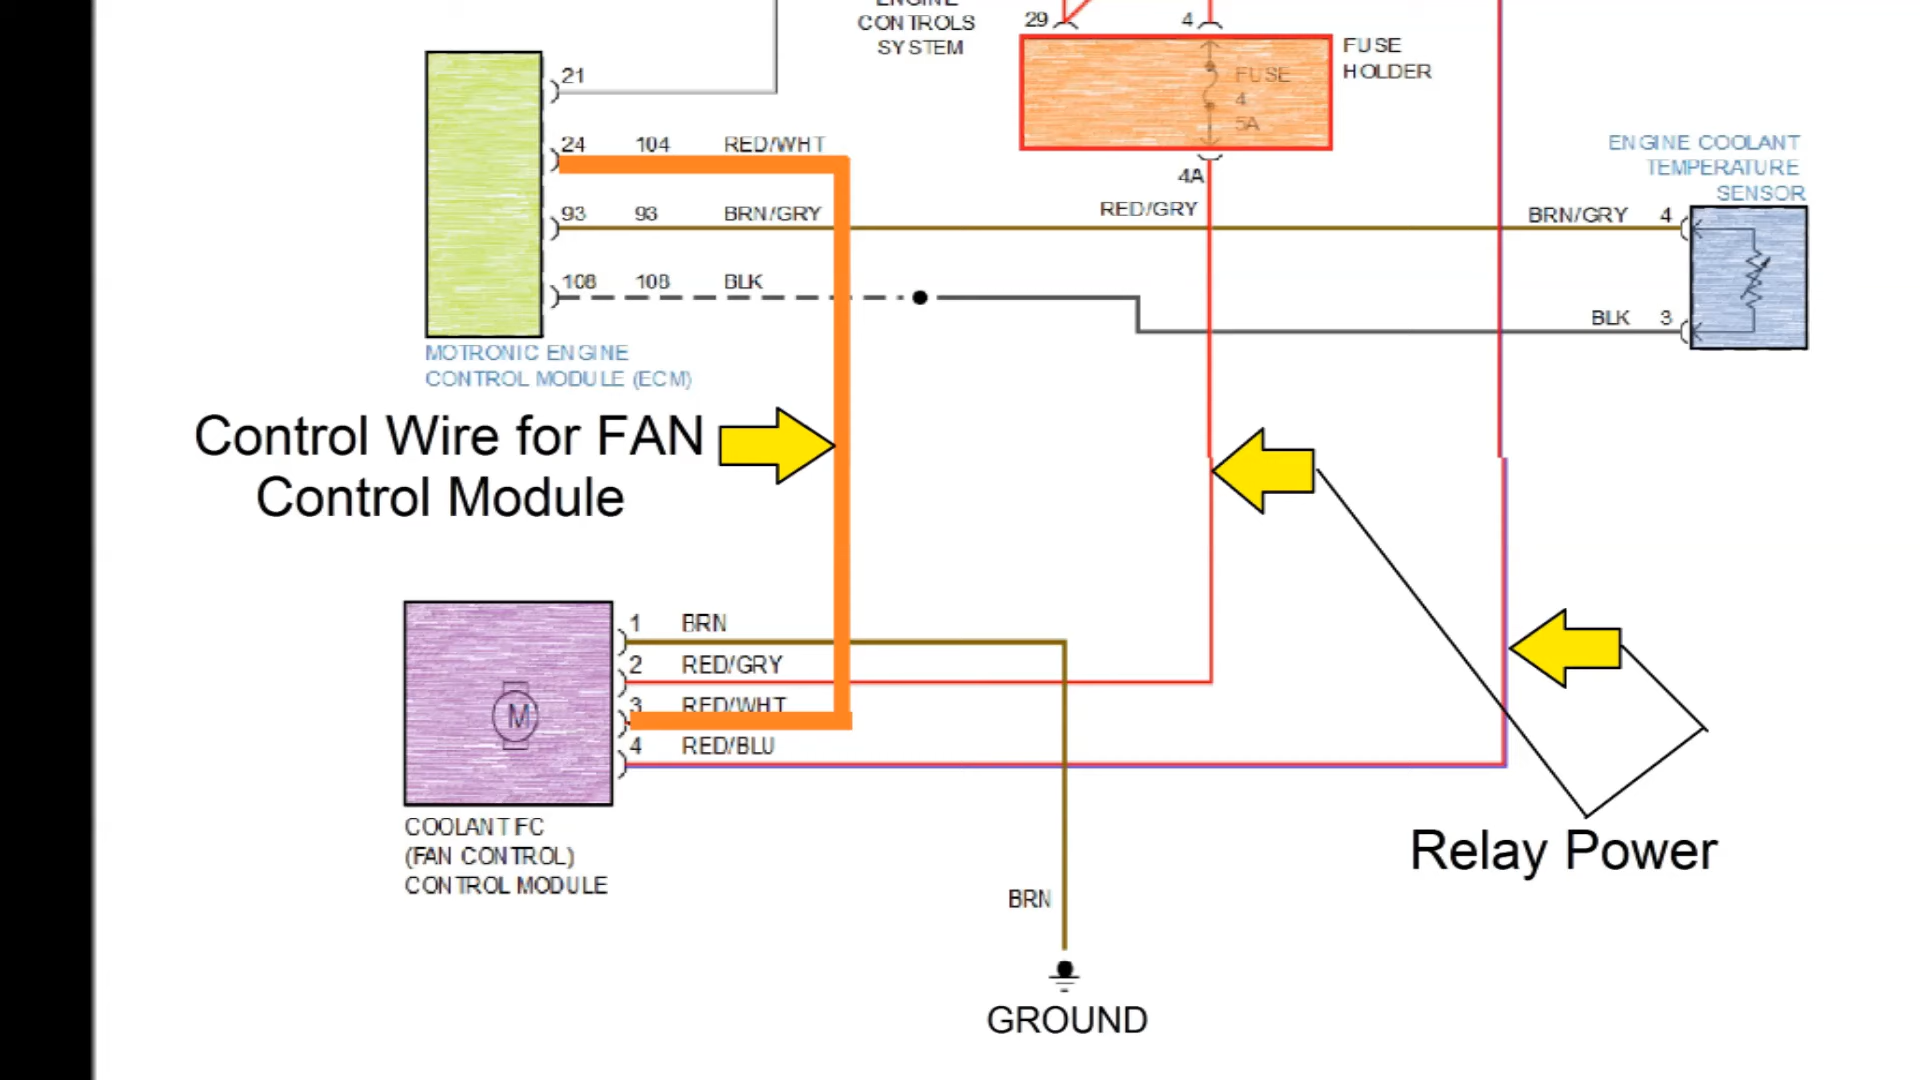 ENGINE
CONTROLS
SYSTEM
29
4
FUSE
HOLDER
FUSE
4
5A
4A
RED/GRY
21
24 104 RED/WHT
93 93 BRN/GRY
108 108 BLK
MOTRONIC ENGINE
CONTROL MODULE (ECM)
ENGINE COOLANT
TEMPERATURE
SENSOR
BRN/GRY 4
BLK 3
Control Wire for FAN
Control Module
1 BRN
2 RED/GRY
3 RED/WHT
4 RED/BLU
M
COOLANT FC
(FAN CONTROL)
CONTROL MODULE
Relay Power
BRN
GROUND